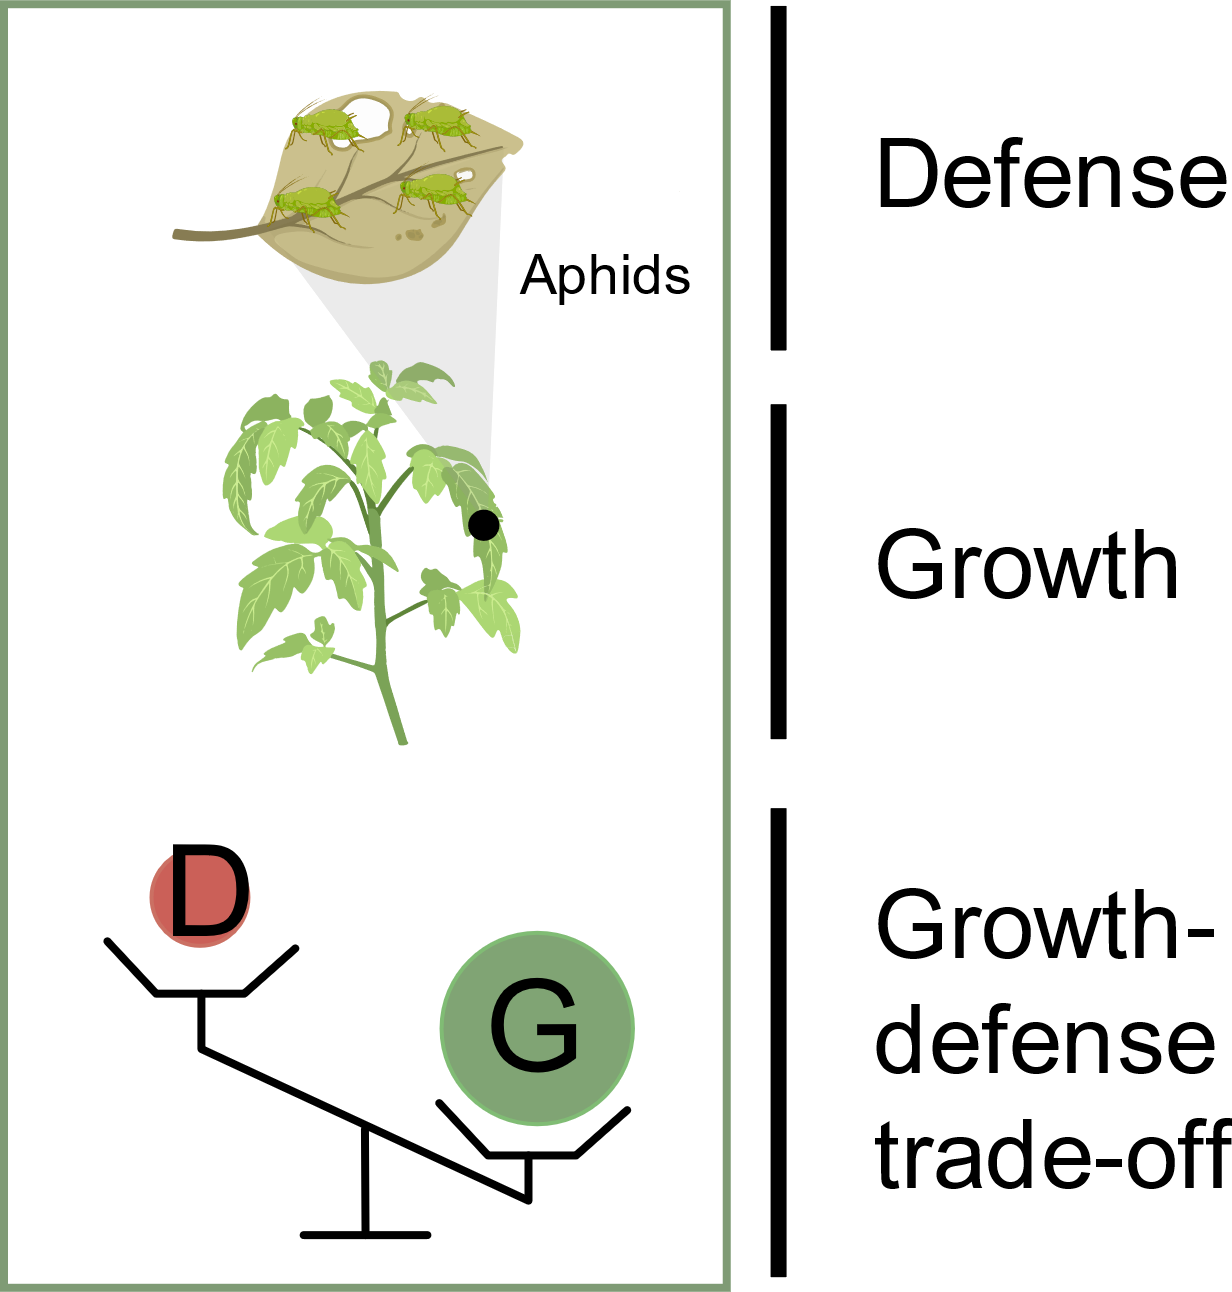 Defense
Aphids
Growth
D
G
Growth-
defense
trade-off